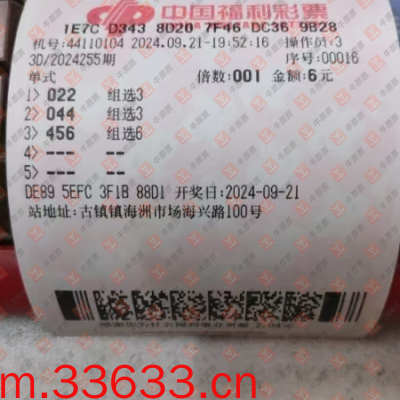 中国福利彩票
1E7C D343 8D20 7F46 DC36 9B28
机号:44110104 2024.09.21-19:52:16 操作员:3
3D/2024255期 序号:00016
单式 倍数:001 金额:6元
1> 022 组选3
2> 044 组选3
3> 456 组选6
4> --- --
5> --- --
DE89 5EFC 3F1B 88D1 开奖日:2024-09-21
站地址:古镇镇海洲市场海兴路100号
m.33633.cn